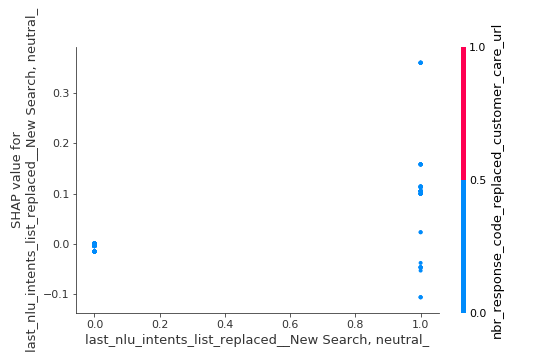 SHAP value for
last_nlu_intents_list_replaced__New Search, neutral_
0.3
0.2
0.1
0.0
−0.1
0.0 0.2 0.4 0.6 0.8 1.0
last_nlu_intents_list_replaced__New Search, neutral_
1.0
0.5
0.0
nbr_response_code_replaced_customer_care_url